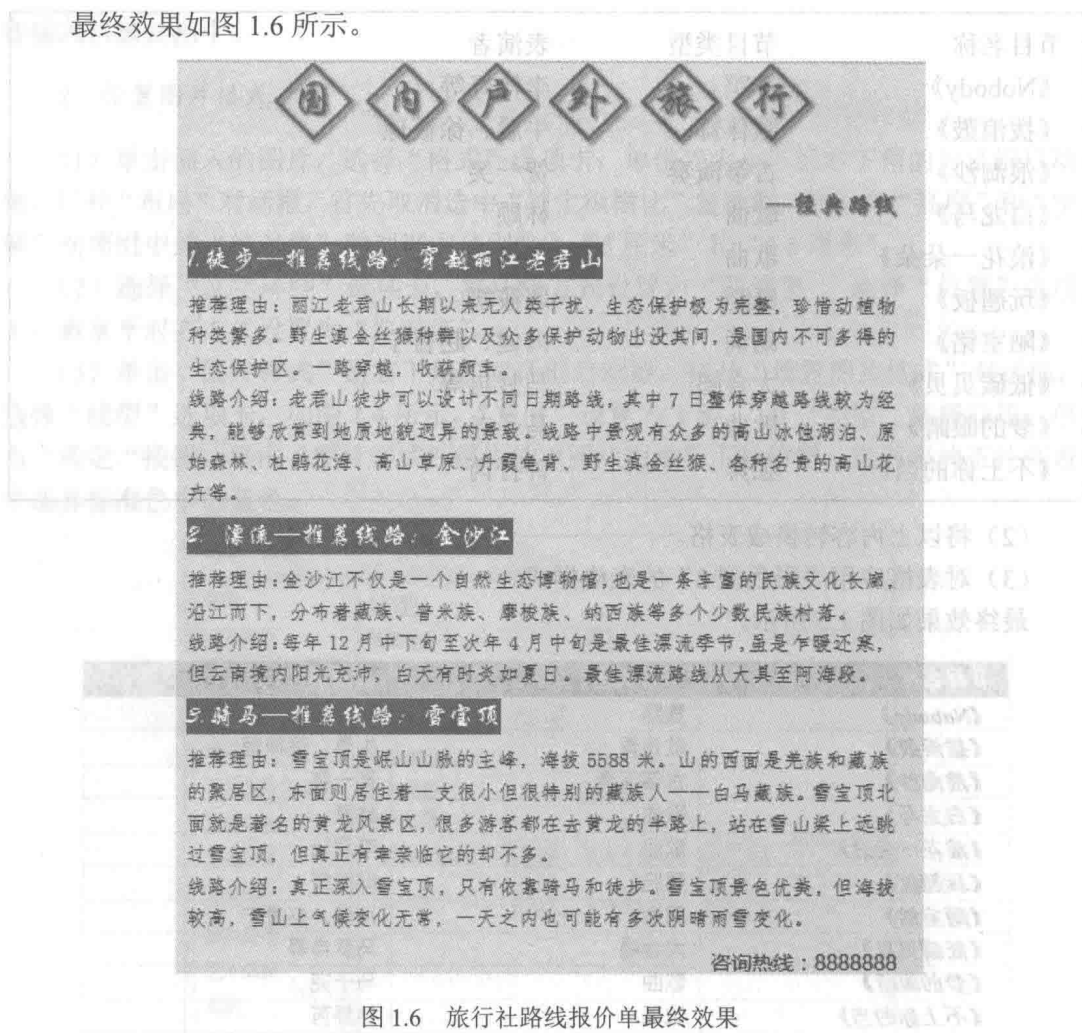 最终效果如图 1.6 所示。
国内户外旅行
—经典路线
1.徒步—推荐线路：穿越丽江老君山
推荐理由：丽江老君山长期以来无人类干扰，生态保护极为完整，珍惜动植物
种类繁多。野生滇金丝猴种群以及众多保护动物出没其间，是国内不可多得的
生态保护区。一路穿越，收获颇丰。
线路介绍：老君山徒步可以设计不同日期路线，其中 7 日整体穿越路线较为经
典，能够欣赏到地质地貌迥异的景致。线路中景观有众多的高山冰蚀湖泊、原
始森林、杜鹃花海、高山草原、丹霞龟背、野生滇金丝猴、各种名贵的高山花
卉等。
2. 漂流—推荐线路：金沙江
推荐理由：金沙江不仅是一个自然生态博物馆，也是一条丰富的民族文化长廊，
沿江而下，分布着藏族、普米族、摩梭族、纳西族等多个少数民族村落。
线路介绍：每年 12 月中下旬至次年 4 月中旬是最佳漂流季节，虽是乍暖还寒，
但云南境内阳光充沛，白天有时炎如夏日。最佳漂流路线从大具至阿海段。
3.骑马—推荐线路：雪宝顶
推荐理由：雪宝顶是岷山山脉的主峰，海拔 5588 米。山的西面是羌族和藏族
的聚居区，东面则居住着一支很小但很特别的藏族人——白马藏族。雪宝顶北
面就是著名的黄龙风景区，很多游客都在去黄龙的半路上，站在雪山梁上远眺
过雪宝顶，但真正有幸亲临它的却不多。
线路介绍：真正深入雪宝顶，只有依靠骑马和徒步。雪宝顶景色优美，但海拔
较高，雪山上气候变化无常，一天之内也可能有多次阴晴雨雪变化。
咨询热线：8888888
图 1.6 旅行社路线报价单最终效果